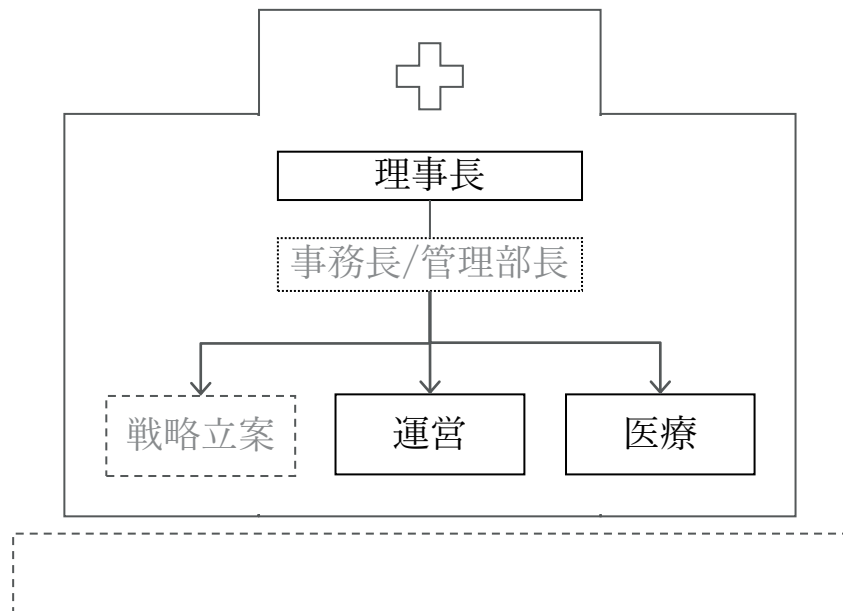 理事長
事務長/管理部長
戦略立案
運営
医療